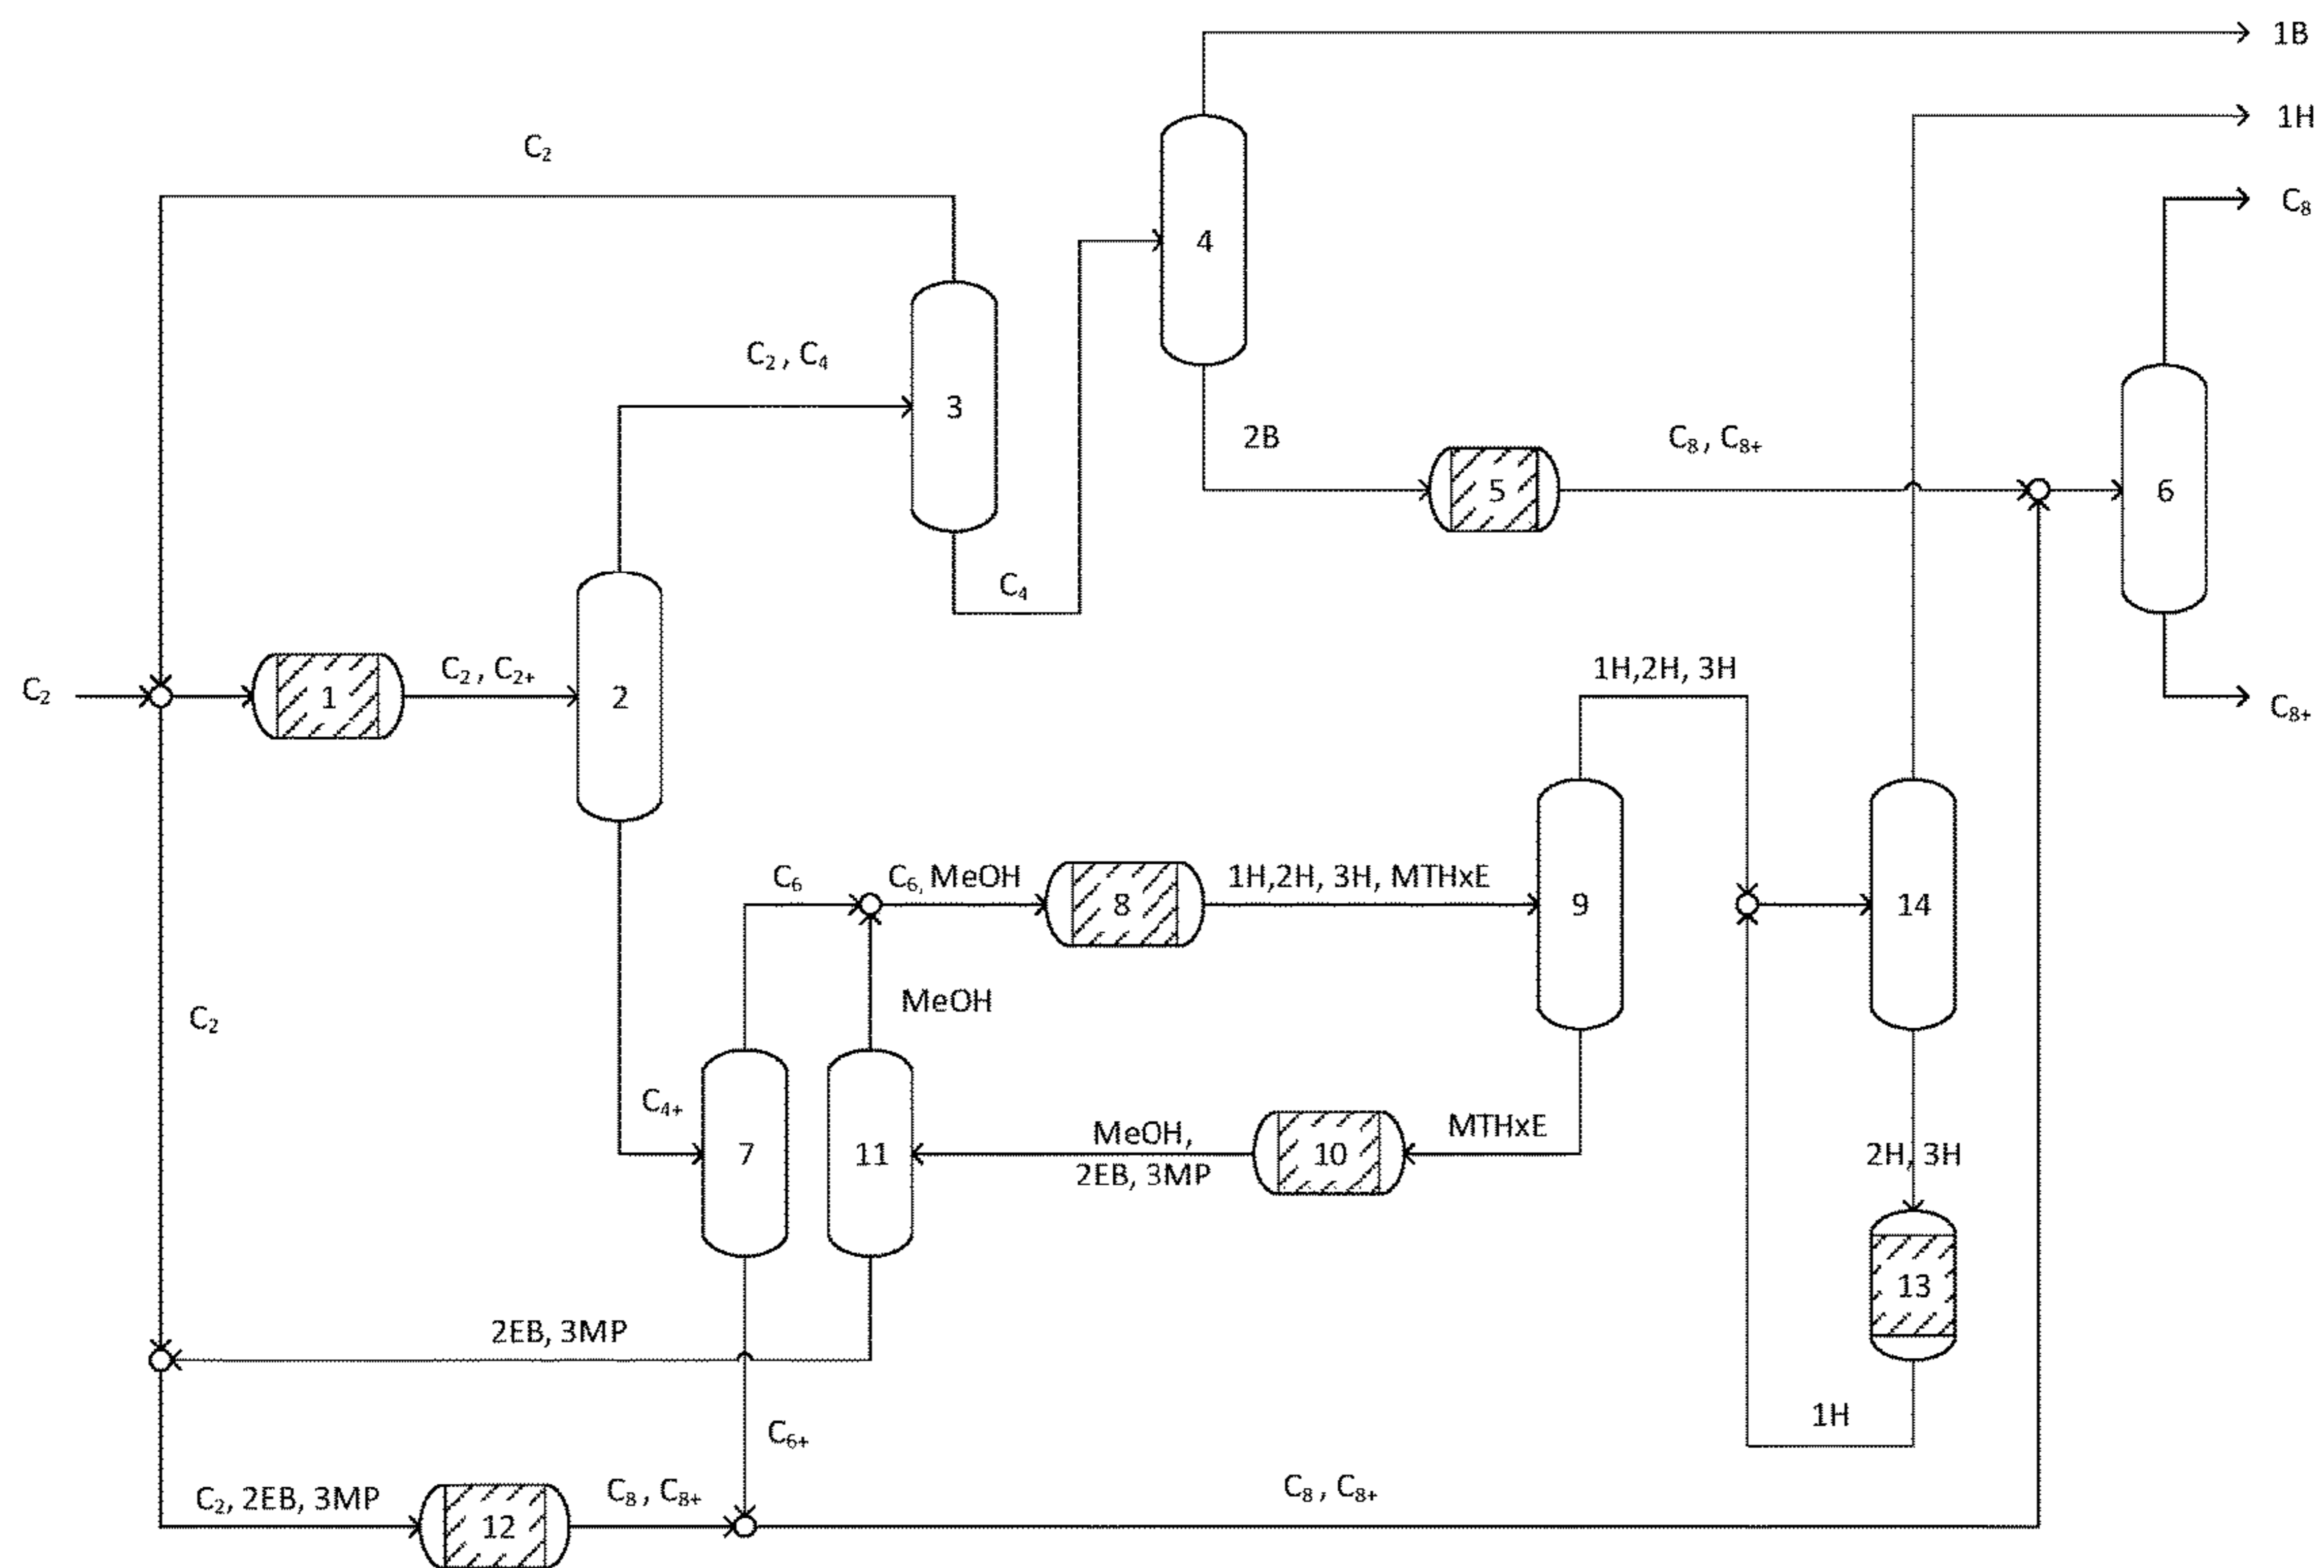 1B
1H
C₂
C₈
4
C₂ , C₄
3
2B
C₈ , C₈₊
5
6
C₄
C₂ , C₂₊
1H,2H, 3H
C₂
1
2
C₈₊
C₆
C₆, MeOH
1H,2H, 3H, MTHxE
8
9
14
MeOH
C₂
C₄₊
MeOH,
2EB, 3MP
MTHxE
7
11
10
2H, 3H
13
2EB, 3MP
1H
C₆₊
C₂, 2EB, 3MP
C₈ , C₈₊
C₈ , C₈₊
12